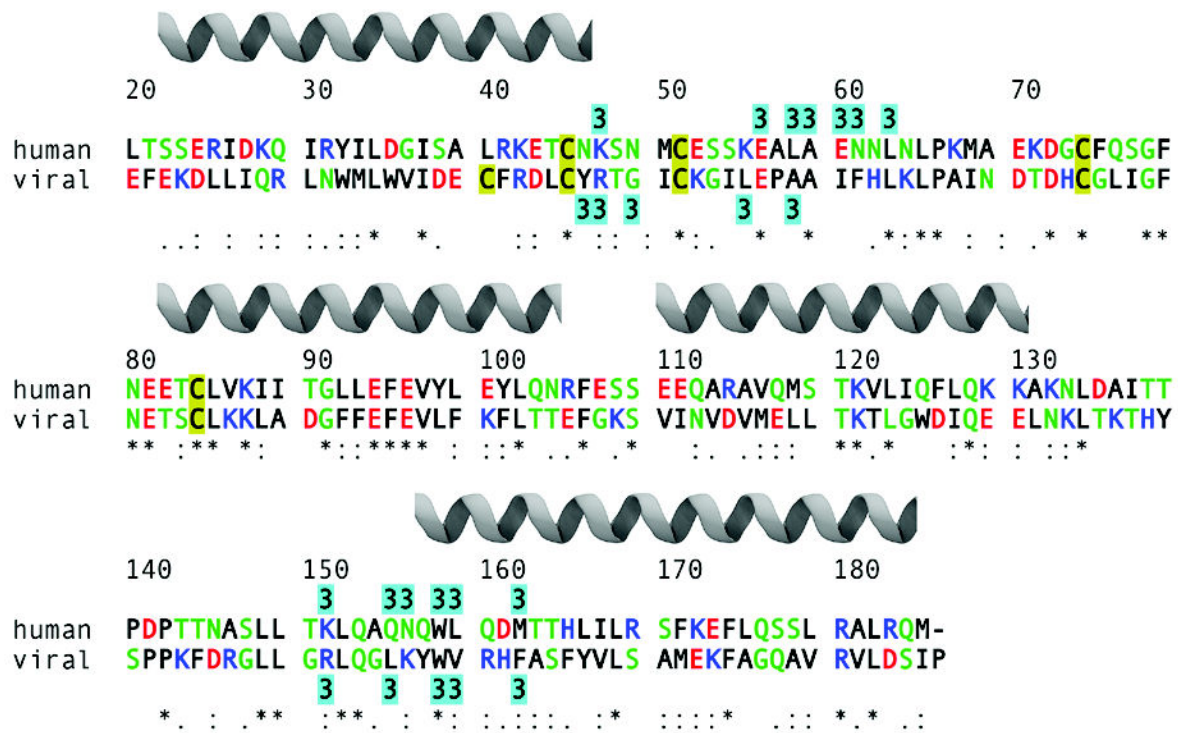 20 30 40 50 60 70
3 3 33 33 3
human LTSSERIDKQ IRYILDGISA LRKETCNKSN MCESSKEALA ENNLNLPKMA EKDGCFQSGF
viral EFEKDLLIQR LNWMLWVIDE CFRDLCYRTG ICKGILEPAA IFHLKLPAIN DTDHCGLIGF
33 3 3 3
..: : :: :.::* *. :: * : : *:. * * .*:** : : .* * **
80 90 100 110 120 130
human NEETCLVKII TGLLEFEVYL EYLQNRFESS EEQARAVQMS TKVLIQFLQK KAKNLDAITT
viral NETSCLKKLA DGFFEFEVLF KFLTTEFGKS VINVDVMELL TKTLGWDIQE ELNKLTKTHY
** :** *: *::**** : ::* . * . * :. .::: **.* :*: : ::*
140 150 160 170 180
3 33 33 3
human PDPTTNASLL TKLQAQNQWL QDMTTHLILR SFKEFLQSSL RALRQM-
viral SPPKFDRGLL GRLQGLKYWV RHFASFYVLS AMEKFAGQAV RVLDSIP
3 3 33 3
*. : .** :**. : *: :.:::. :* ::::* .:: *.* .: